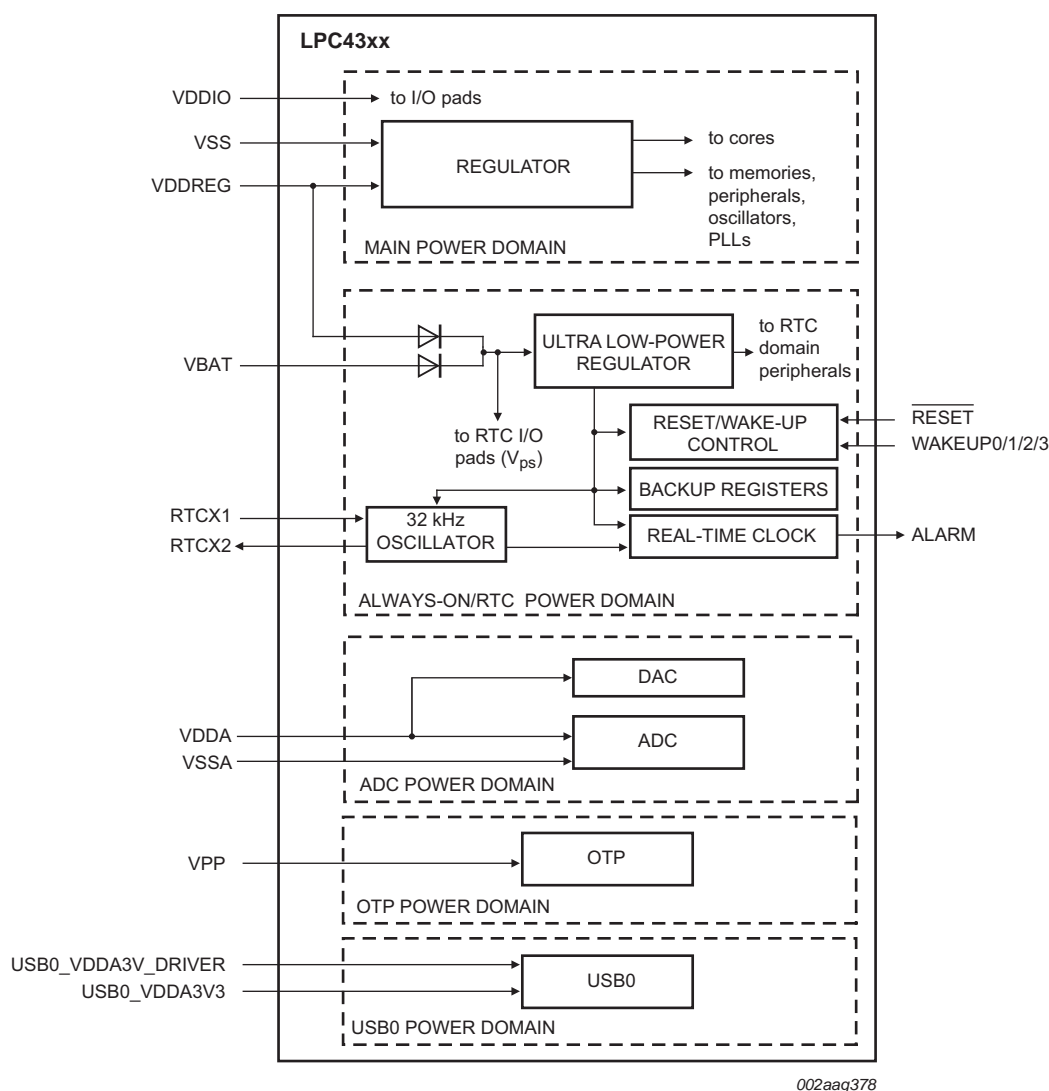 LPC43xx
VDDIO
to I/O pads
VSS
VDDREG
REGULATOR
to cores
to memories,
peripherals,
oscillators,
PLLs
MAIN POWER DOMAIN
VBAT
ULTRA LOW-POWER
REGULATOR
to RTC
domain
peripherals
to RTC I/O
pads (Vps)
RESET/WAKE-UP
CONTROL
RESET
WAKEUP0/1/2/3
BACKUP REGISTERS
RTCX1
RTCX2
32 kHz
OSCILLATOR
REAL-TIME CLOCK
ALARM
ALWAYS-ON/RTC POWER DOMAIN
DAC
VDDA
VSSA
ADC
ADC POWER DOMAIN
VPP
OTP
OTP POWER DOMAIN
USB0_VDDA3V_DRIVER
USB0_VDDA3V3
USB0
USB0 POWER DOMAIN
002aag378